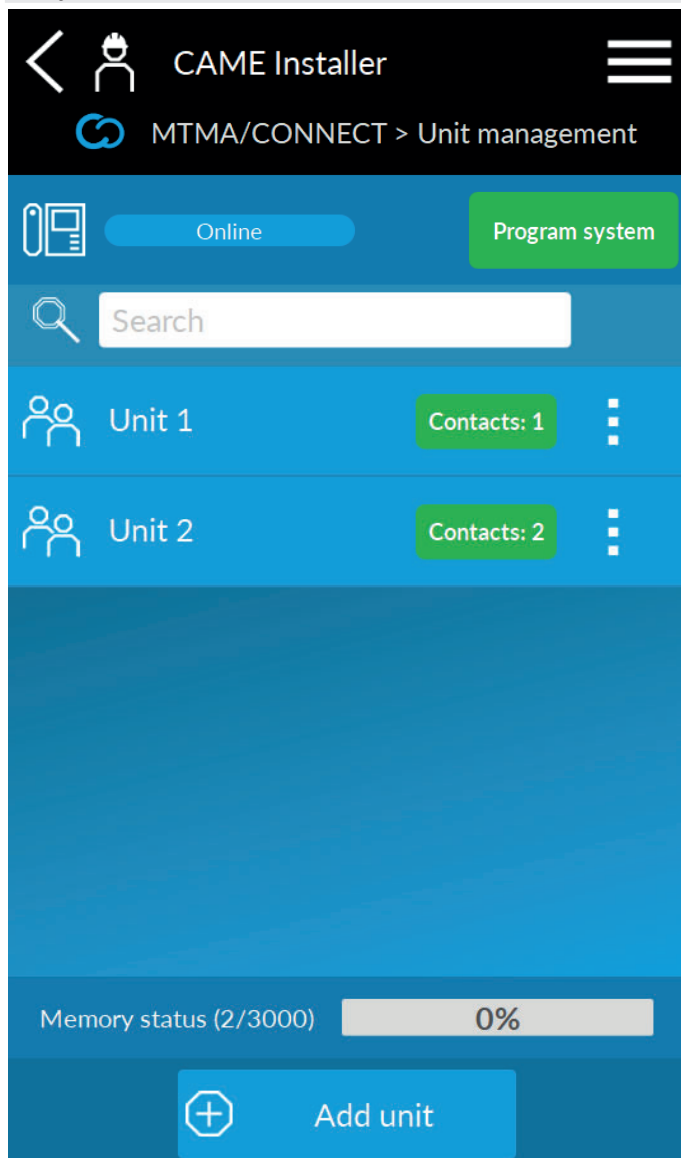 CAME Installer
MTMA/CONNECT > Unit management
Online
Program system
Search
Unit 1
Contacts: 1
Unit 2
Contacts: 2
Memory status (2/3000)
0%
Add unit